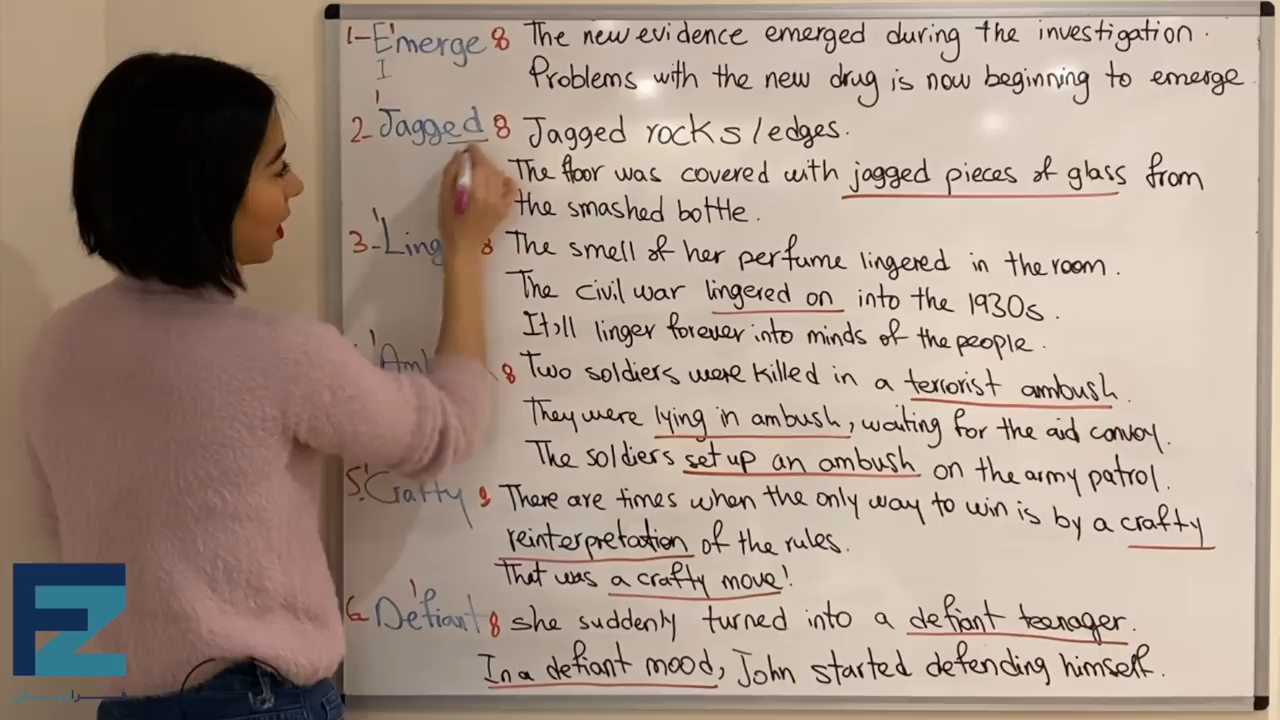 1- Emerge : The new evidence emerged during the investigation.
I
Problems with the new drug is now beginning to emerge
2- Jagged : Jagged rocks/edges.
The floor was covered with jagged pieces of glass from
the smashed bottle.
3- Ling : The smell of her perfume lingered in the room.
The civil war lingered on into the 1930s.
It'll linger forever into minds of the people.
Amb : Two soldiers were killed in a terrorist ambush.
They were lying in ambush, waiting for the aid convoy.
The soldiers set up an ambush on the army patrol.
5. Crafty : There are times when the only way to win is by a crafty
reinterpretation of the rules.
That was a crafty move!
6- Defiant : she suddenly turned into a defiant teenager.
In a defiant mood, John started defending himself.
FZ